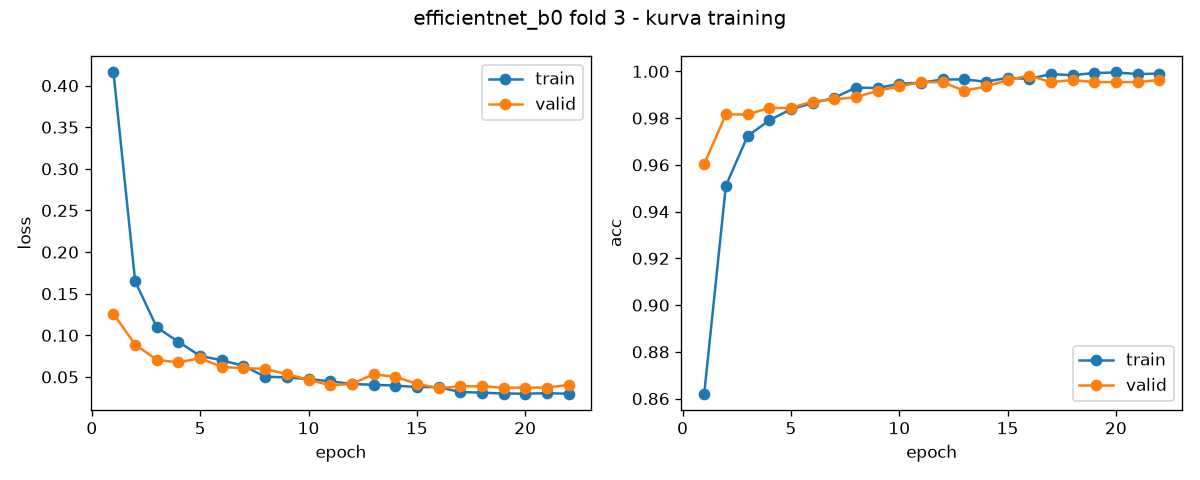 efficientnet_b0 fold 3 - kurva training
0.40
0.35
0.30
0.25
0.20
0.15
0.10
0.05
loss
0 5 10 15 20
epoch
train
valid
1.00
0.98
0.96
0.94
0.92
0.90
0.88
0.86
acc
0 5 10 15 20
epoch
train
valid